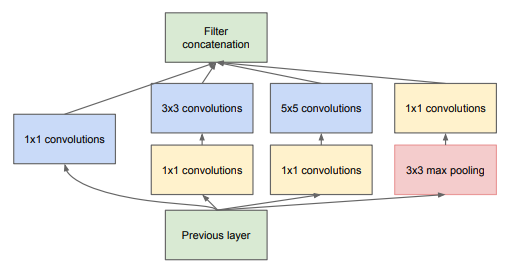 Filter
concatenation
3x3 convolutions
5x5 convolutions
1x1 convolutions
1x1 convolutions
1x1 convolutions
1x1 convolutions
3x3 max pooling
Previous layer